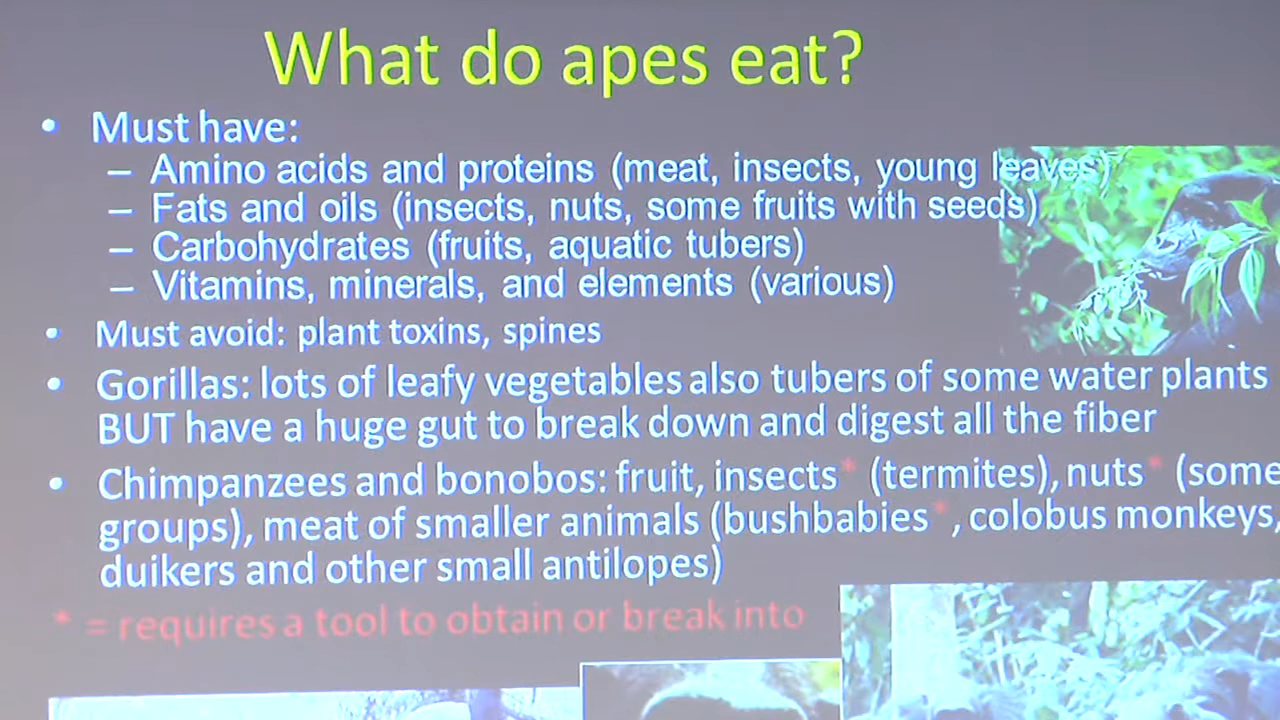 What do apes eat?
• Must have:
– Amino acids and proteins (meat, insects, young leaves)
– Fats and oils (insects, nuts, some fruits with seeds)
– Carbohydrates (fruits, aquatic tubers)
– Vitamins, minerals, and elements (various)
• Must avoid: plant toxins, spines
• Gorillas: lots of leafy vegetables also tubers of some water plants
BUT have a huge gut to break down and digest all the fiber
• Chimpanzees and bonobos: fruit, insects* (termites), nuts* (some
groups), meat of smaller animals (bushbabies*, colobus monkeys,
duikers and other small antilopes)
* = requires a tool to obtain or break into